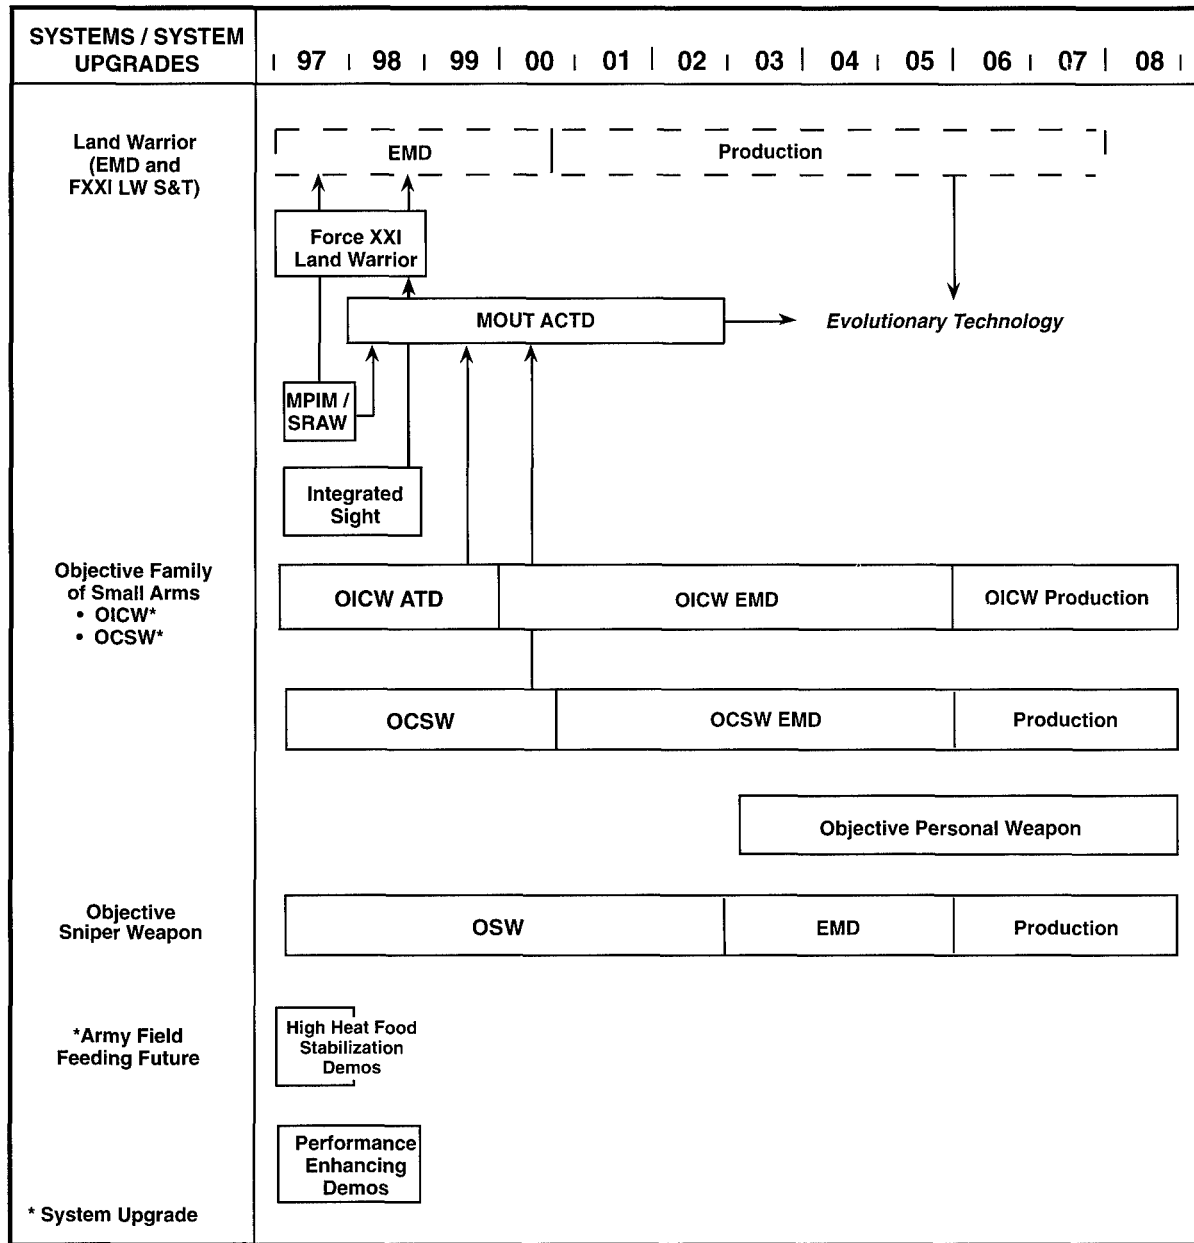 SYSTEMS / SYSTEM
UPGRADES
97 98 99 00 01 02 03 04 05 06 07 08
Land Warrior
(EMD and
FXXI LW S&T)
EMD
Production
Force XXI
Land Warrior
MOUT ACTD
Evolutionary Technology
MPIM /
SRAW
Integrated
Sight
Objective Family
of Small Arms
• OICW*
• OCSW*
OICW ATD
OICW EMD
OICW Production
OCSW
OCSW EMD
Production
Objective Personal Weapon
Objective
Sniper Weapon
OSW
EMD
Production
*Army Field
Feeding Future
High Heat Food
Stabilization
Demos
Performance
Enhancing
Demos
* System Upgrade